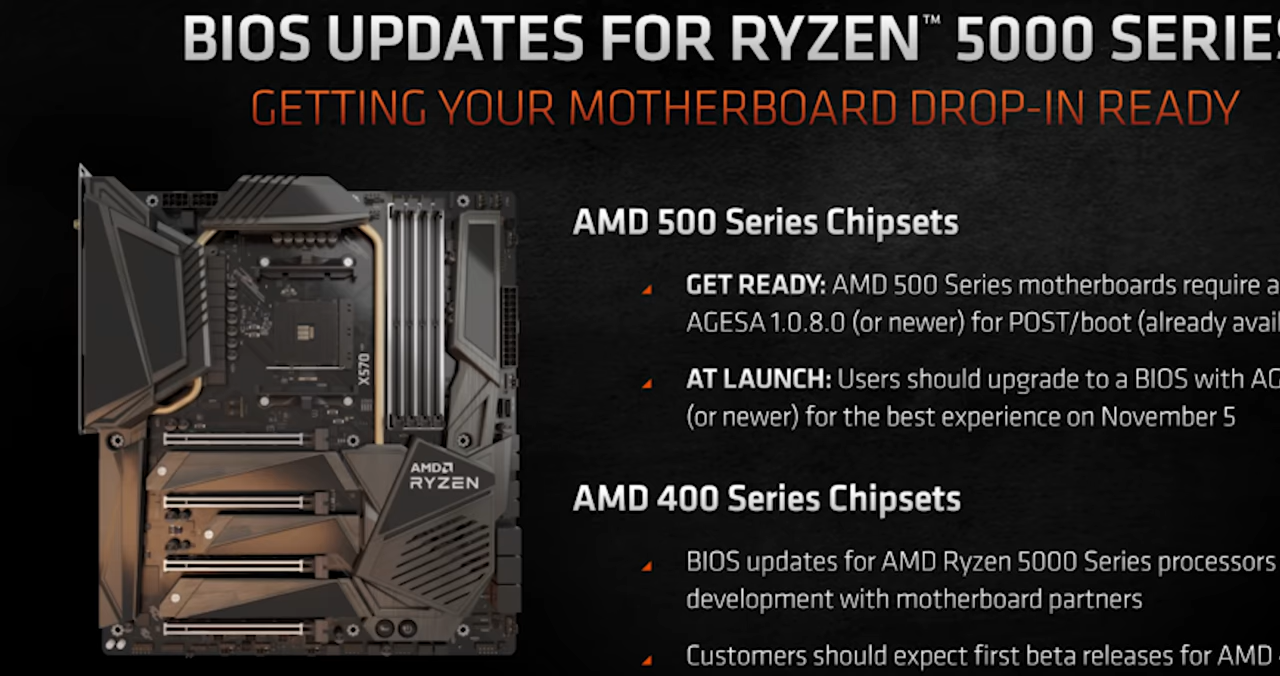 BIOS UPDATES FOR RYZEN™ 5000 SERIES
GETTING YOUR MOTHERBOARD DROP-IN READY
AMD 500 Series Chipsets
GET READY: AMD 500 Series motherboards require a
AGESA 1.0.8.0 (or newer) for POST/boot (already avail
AT LAUNCH: Users should upgrade to a BIOS with AG
(or newer) for the best experience on November 5
X570
AMD
RYZEN
AMD 400 Series Chipsets
BIOS updates for AMD Ryzen 5000 Series processors
development with motherboard partners
Customers should expect first beta releases for AMD